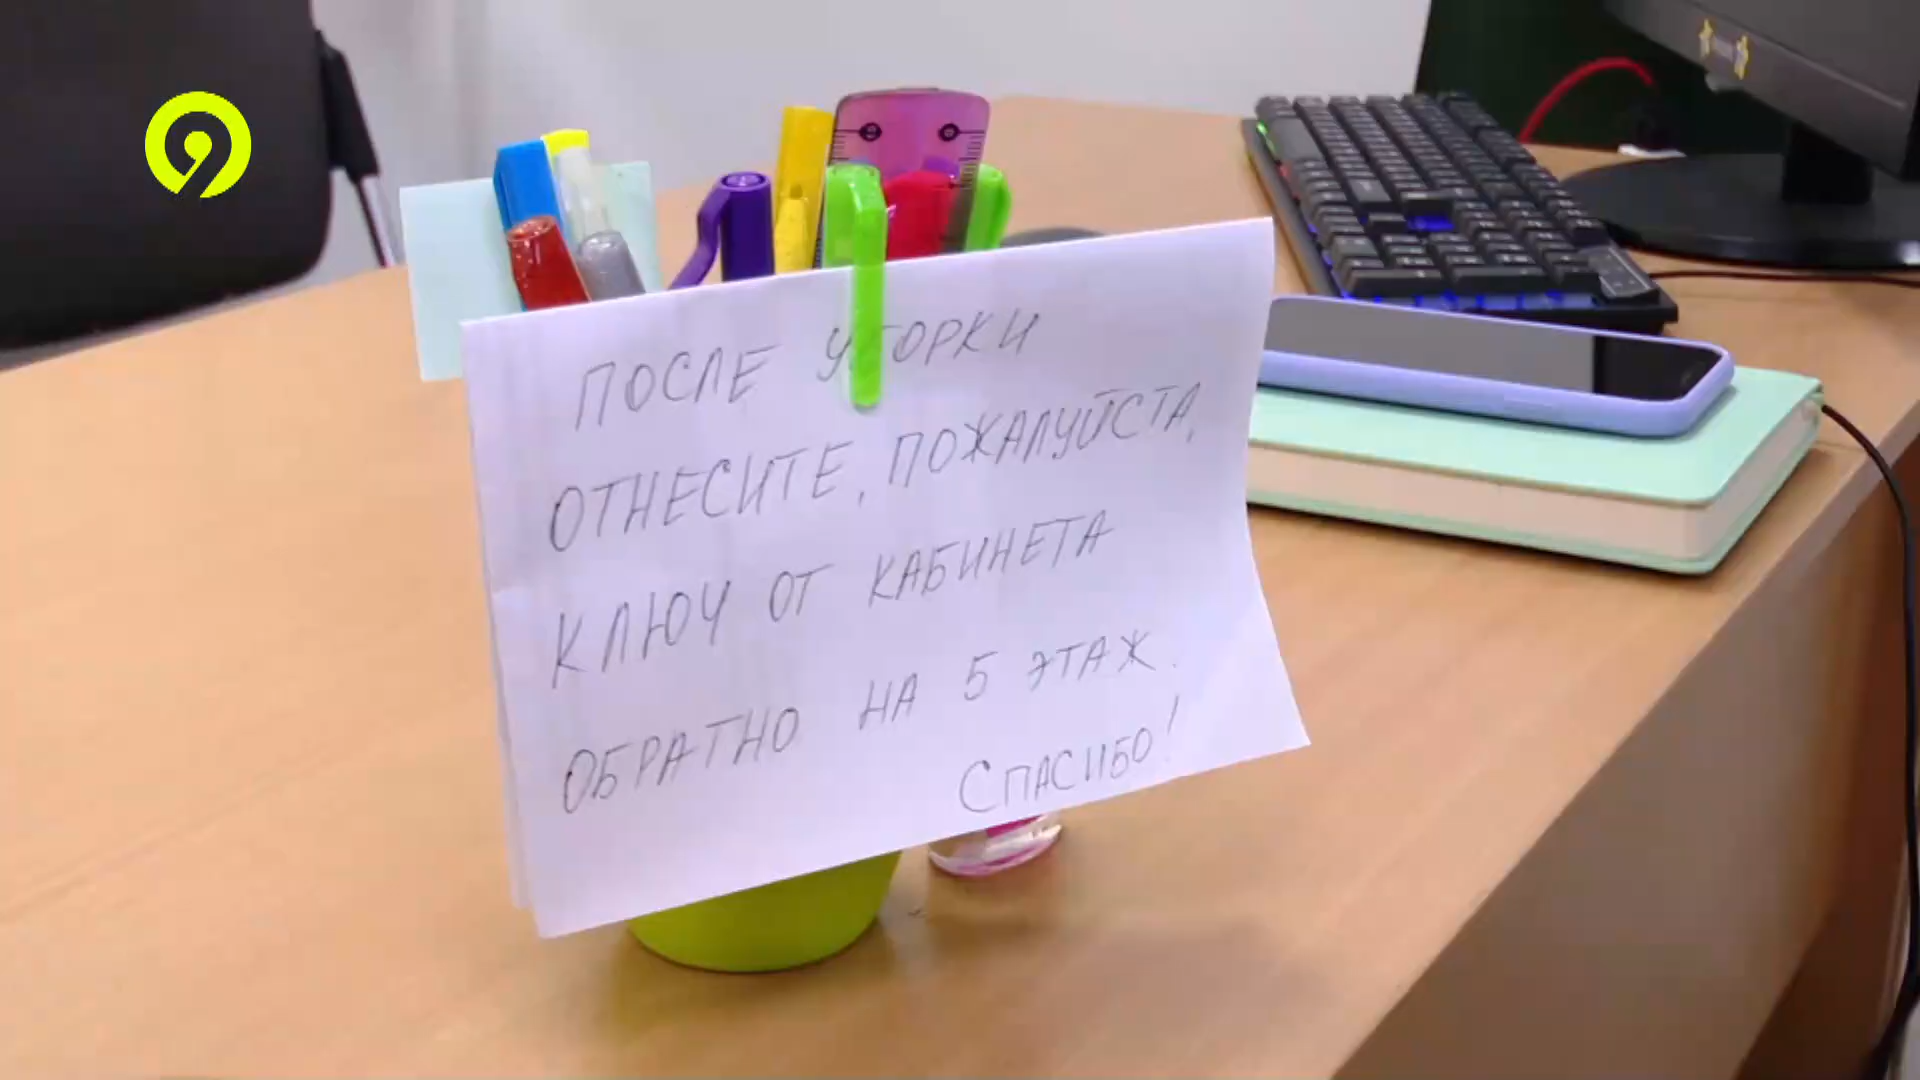 ПОСЛЕ УБОРКИ
ОТНЕСИТЕ, ПОЖАЛУЙСТА,
КЛЮЧ ОТ КАБИНЕТА
ОБРАТНО НА 5 ЭТАЖ.
СПАСИБО!